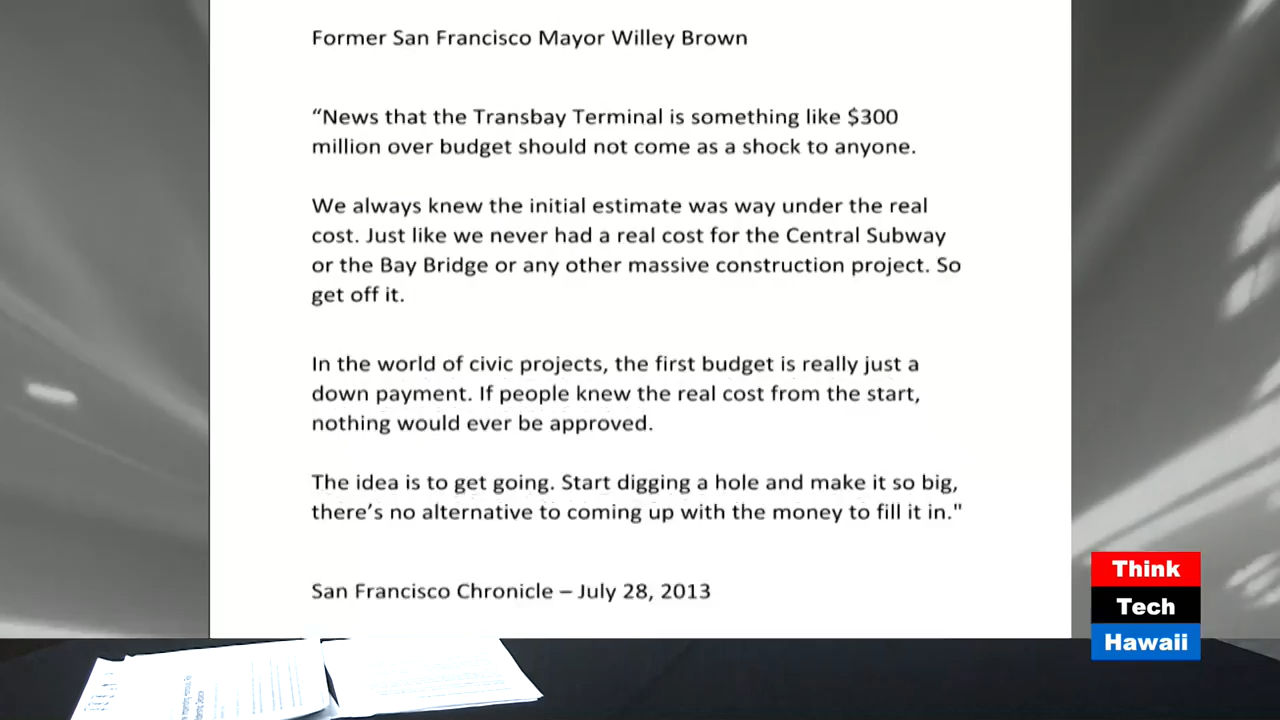 Former San Francisco Mayor Willey Brown
“News that the Transbay Terminal is something like $300
million over budget should not come as a shock to anyone.
We always knew the initial estimate was way under the real
cost. Just like we never had a real cost for the Central Subway
or the Bay Bridge or any other massive construction project. So
get off it.
In the world of civic projects, the first budget is really just a
down payment. If people knew the real cost from the start,
nothing would ever be approved.
The idea is to get going. Start digging a hole and make it so big,
there’s no alternative to coming up with the money to fill it in."
San Francisco Chronicle – July 28, 2013
Think
Tech
Hawaii